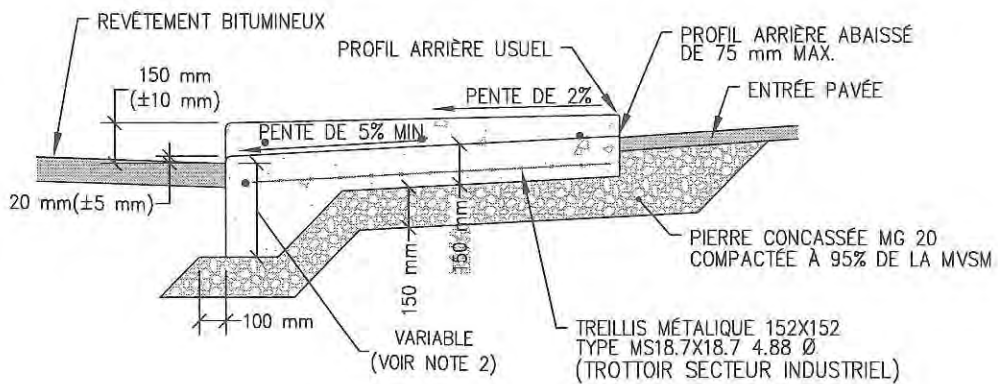 REVÊTEMENT BITUMINEUX
150 mm
(±10 mm)
PROFIL ARRIÈRE USUEL
PROFIL ARRIÈRE ABAISSÉ
DE 75 mm MAX.
PENTE DE 2%
ENTRÉE PAVÉE
PENTE DE 5% MIN
20 mm(±5 mm)
150 mm
150 mm
PIERRE CONCASSÉE MG 20
COMPACTÉE À 95% DE LA MVSM
100 mm
VARIABLE
(VOIR NOTE 2)
TREILLIS MÉTALIQUE 152X152
TYPE MS18.7X18.7 4.88 Ø
(TROTTOIR SECTEUR INDUSTRIEL)